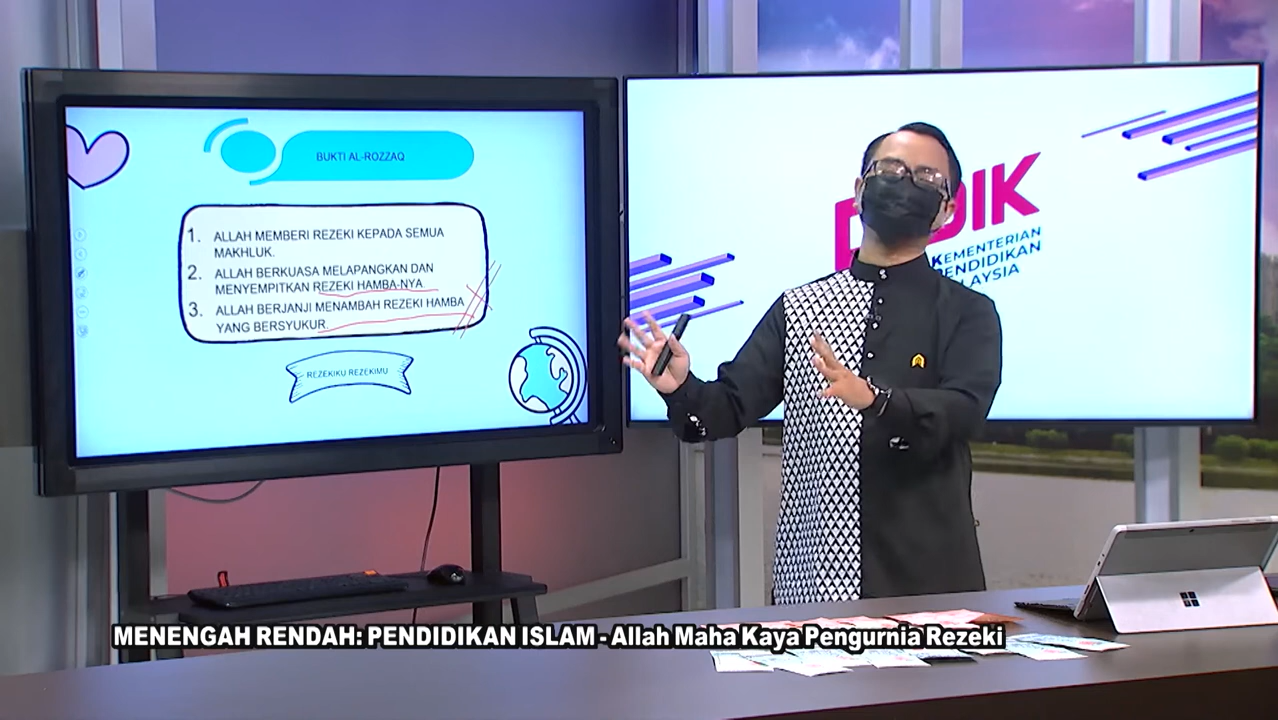 BUKTI AL-ROZZAQ
1. ALLAH MEMBERI REZEKI KEPADA SEMUA
MAKHLUK.
2. ALLAH BERKUASA MELAPANGKAN DAN
MENYEMPITKAN REZEKI HAMBA-NYA
3. ALLAH BERJANJI MENAMBAH REZEKI HAMBA
YANG BERSYUKUR.
REZEKIKU REZEKIMU
KEMENTERIAN
PENDIDIKAN
MENENGAH RENDAH: PENDIDIKAN ISLAM - Allah Maha Kaya Pengurnia Rezeki